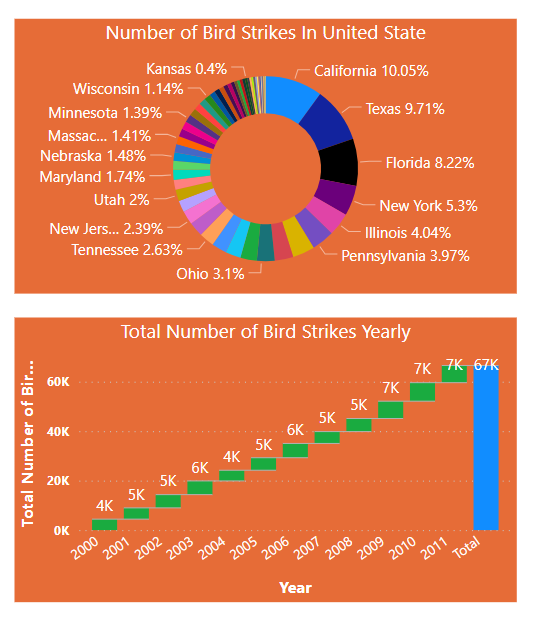 Number of Bird Strikes In United State
Kansas 0.4%
California 10.05%
Wisconsin 1.14%
Texas 9.71%
Minnesota 1.39%
Massac... 1.41%
Nebraska 1.48%
Florida 8.22%
Maryland 1.74%
Utah 2%
New York 5.3%
New Jers... 2.39%
Illinois 4.04%
Tennessee 2.63%
Pennsylvania 3.97%
Ohio 3.1%
Total Number of Bird Strikes Yearly
Total Number of Bir...
60K
40K
20K
0K
4K 5K 5K 6K 4K 5K 6K 5K 5K 7K 7K 7K 67K
2000 2001 2002 2003 2004 2005 2006 2007 2008 2009 2010 2011 Total
Year